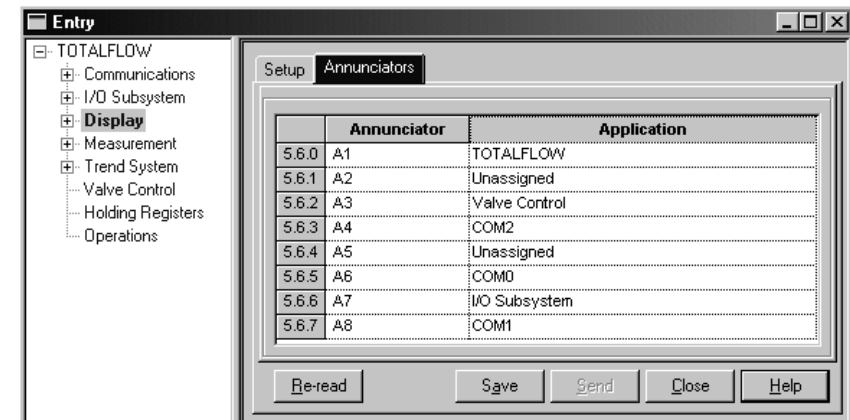 Entry
TOTALFLOW
Communications
I/O Subsystem
Display
Measurement
Trend System
Valve Control
Holding Registers
Operations
Setup Annunciators
Annunciator Application
5.6.0 A1 TOTALFLOW
5.6.1 A2 Unassigned
5.6.2 A3 Valve Control
5.6.3 A4 COM2
5.6.4 A5 Unassigned
5.6.5 A6 COM0
5.6.6 A7 I/O Subsystem
5.6.7 A8 COM1
Re-read Save Send Close Help